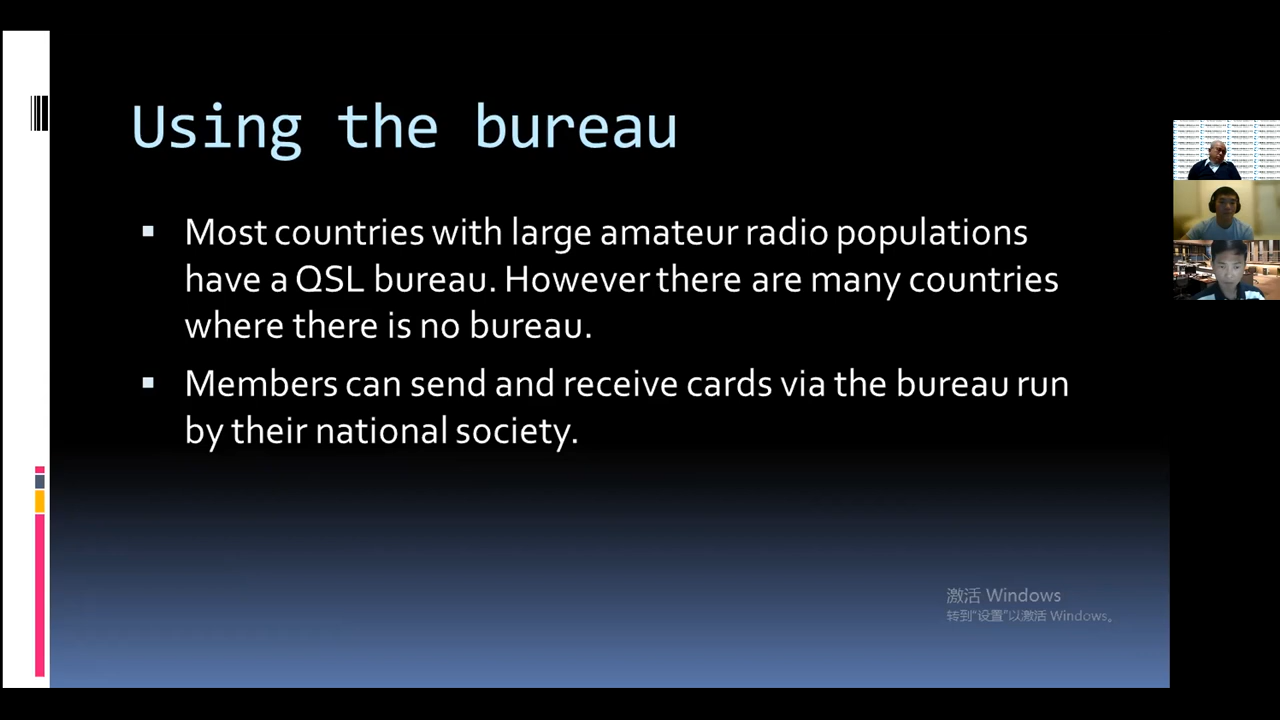 Using the bureau
Most countries with large amateur radio populations
have a QSL bureau. However there are many countries
where there is no bureau.
Members can send and receive cards via the bureau run
by their national society.
激活 Windows
转到“设置”以激活 Windows。